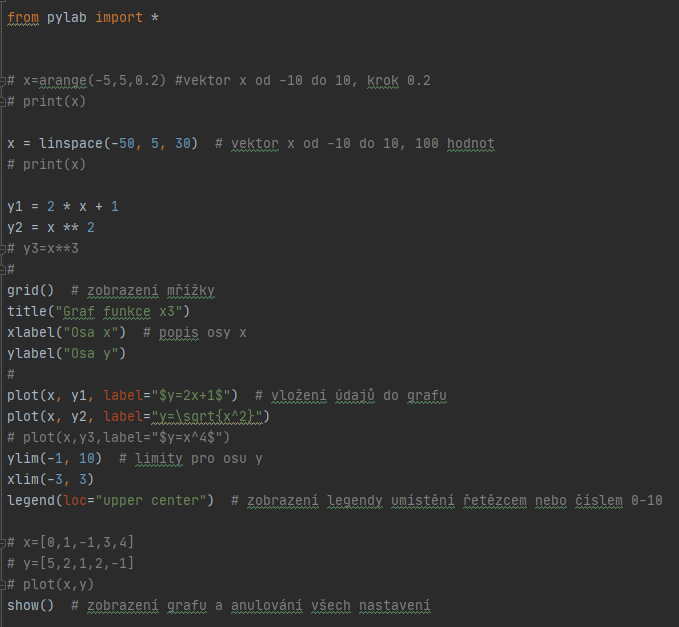 from pylab import *
# x=arange(-5,5,0.2) #vektor x od -10 do 10, krok 0.2
# print(x)
x = linspace(-50, 5, 30)  # vektor x od -10 do 10, 100 hodnot
# print(x)
y1 = 2 * x + 1
y2 = x ** 2
# y3=x**3
#
grid()  # zobrazení mřížky
title("Graf funkce x3")
xlabel("Osa x")  # popis osy x
ylabel("Osa y")
#
plot(x, y1, label="$y=2x+1$")  # vložení údajů do grafu
plot(x, y2, label="y=\sqrt{x^2}")
# plot(x,y3,label="$y=x^4$")
ylim(-1, 10)  # limity pro osu y
xlim(-3, 3)
legend(loc="upper center")  # zobrazení legendy umístění řetězcem nebo číslem 0-10
# x=[0,1,-1,3,4]
# y=[5,2,1,2,-1]
# plot(x,y)
show()  # zobrazení grafu a anulování všech nastavení